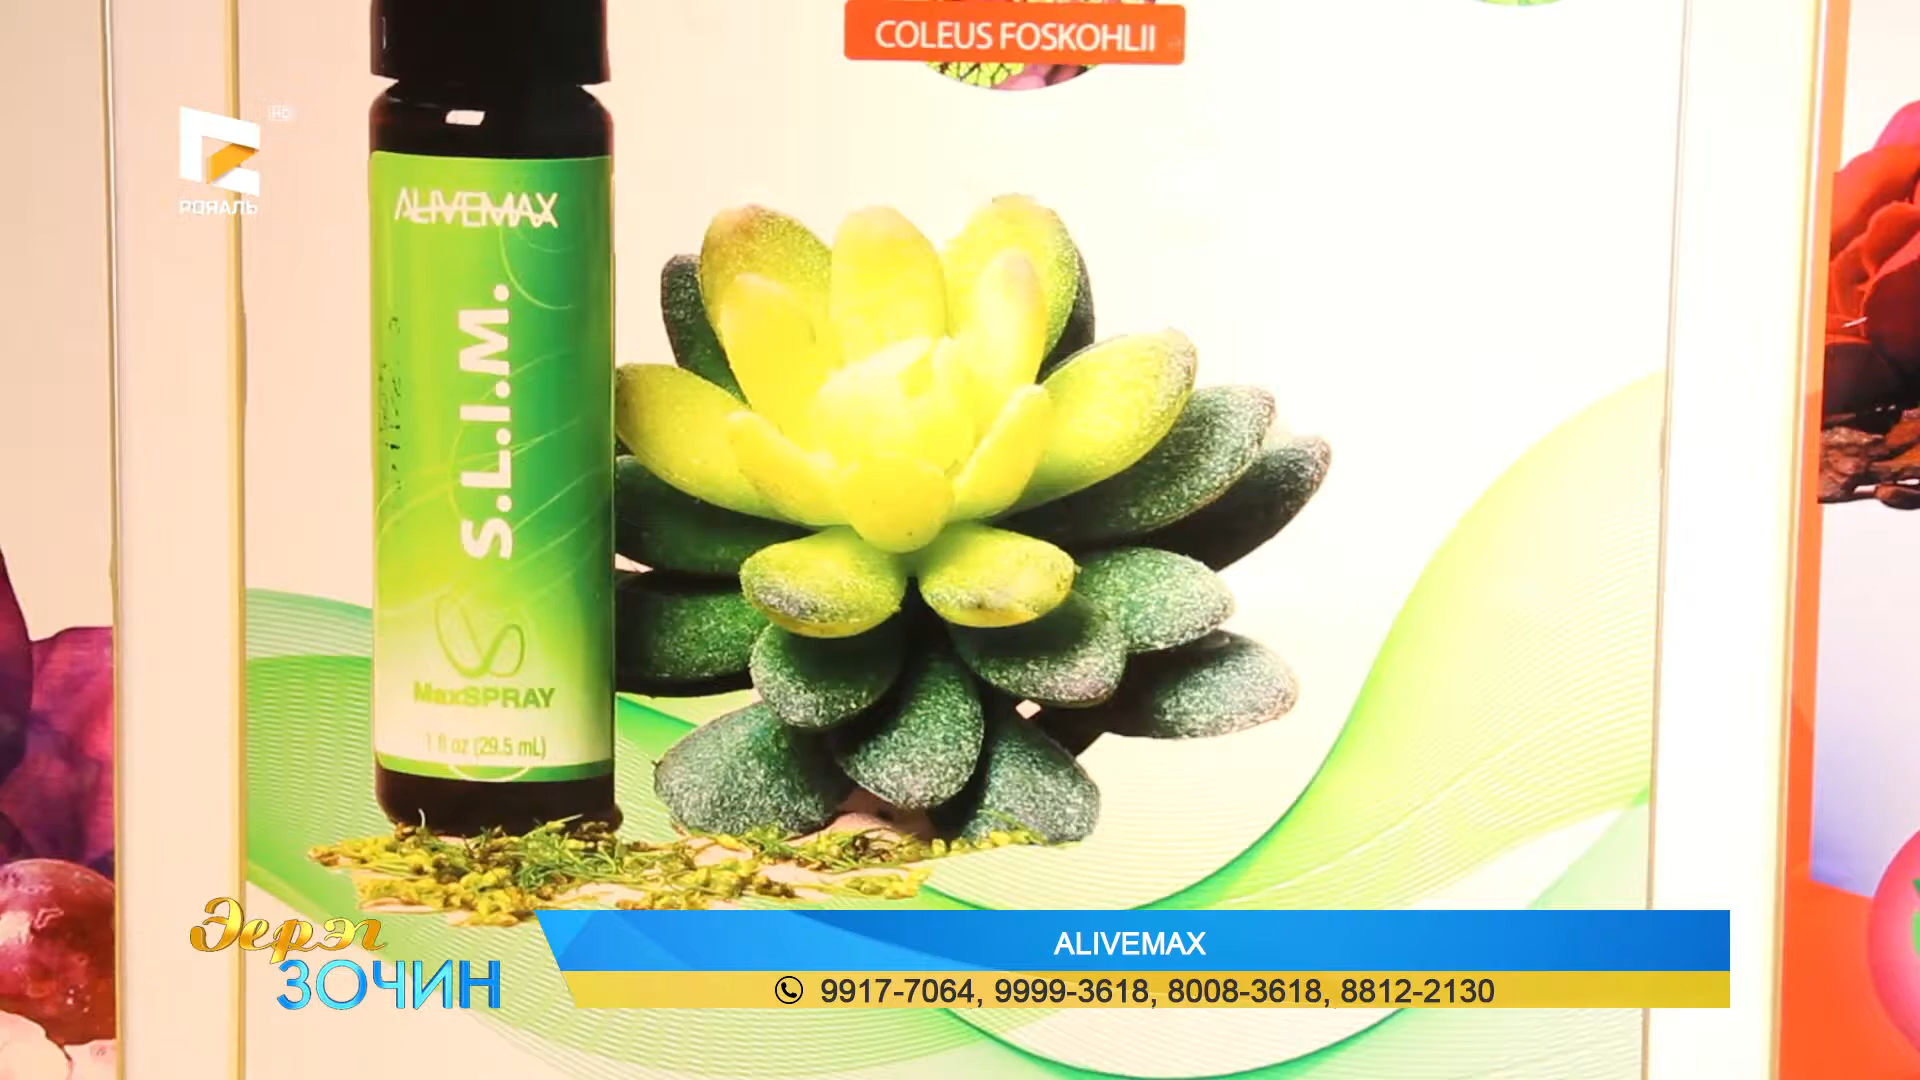 COLEUS FOSKOHLII
HD
РОЯАЛЬ
ALIVEMAX
S.L.I.M.
MaxSPRAY
1 fl oz (29.5 mL)
Эерэг
ЗОЧИН
ALIVEMAX
9917-7064, 9999-3618, 8008-3618, 8812-2130